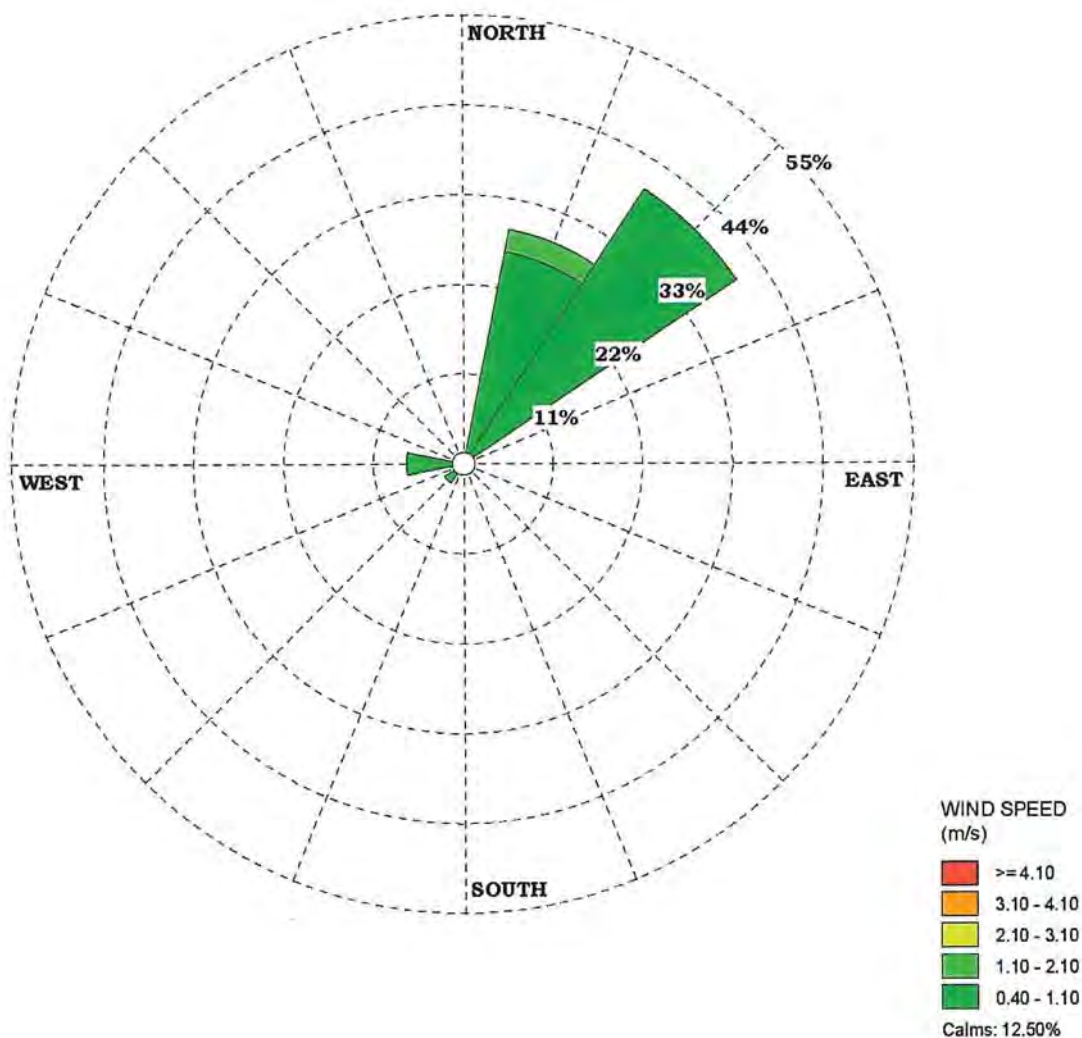 NORTH
55%
44%
33%
22%
11%
WEST
EAST
SOUTH
WIND SPEED
(m/s)
>= 4.10
3.10 - 4.10
2.10 - 3.10
1.10 - 2.10
0.40 - 1.10
Calms: 12.50%